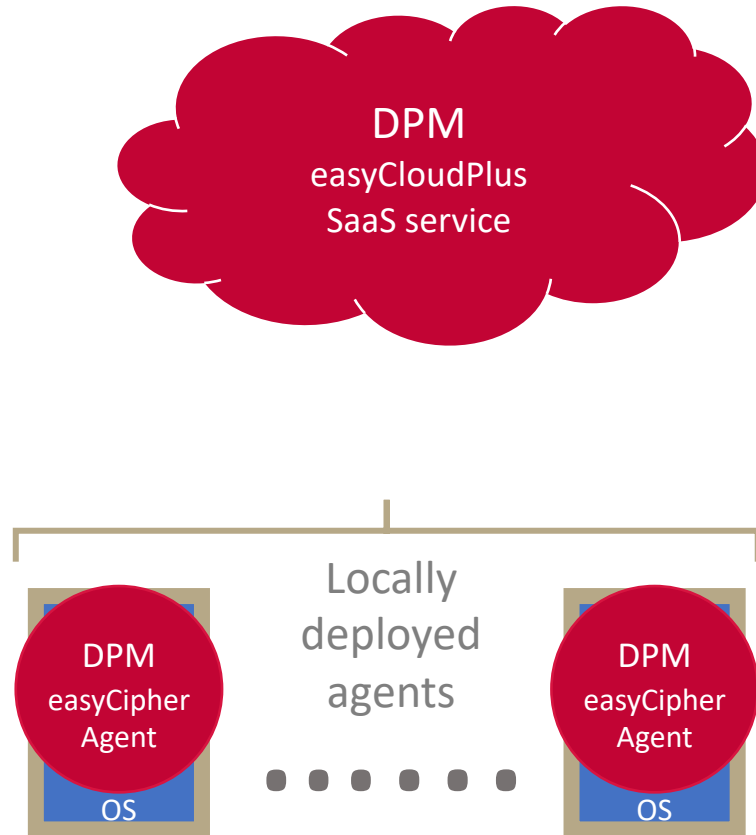 DPM
easyCloudPlus
SaaS service
Locally
deployed
agents
DPM
easyCipher
Agent
OS
DPM
easyCipher
Agent
OS